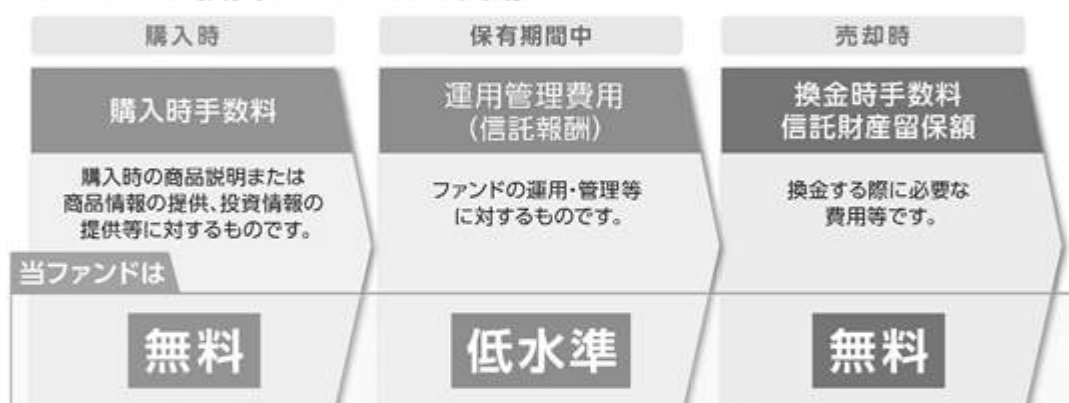 購入時
保有期間中
売却時
購入時手数料
運用管理費用
(信託報酬)
換金時手数料
信託財産留保額
購入時の商品説明または
商品情報の提供、投資情報の
提供等に対するものです。
ファンドの運用・管理等
に対するものです。
換金する際に必要な
費用等です。
当ファンドは
無料
低水準
無料